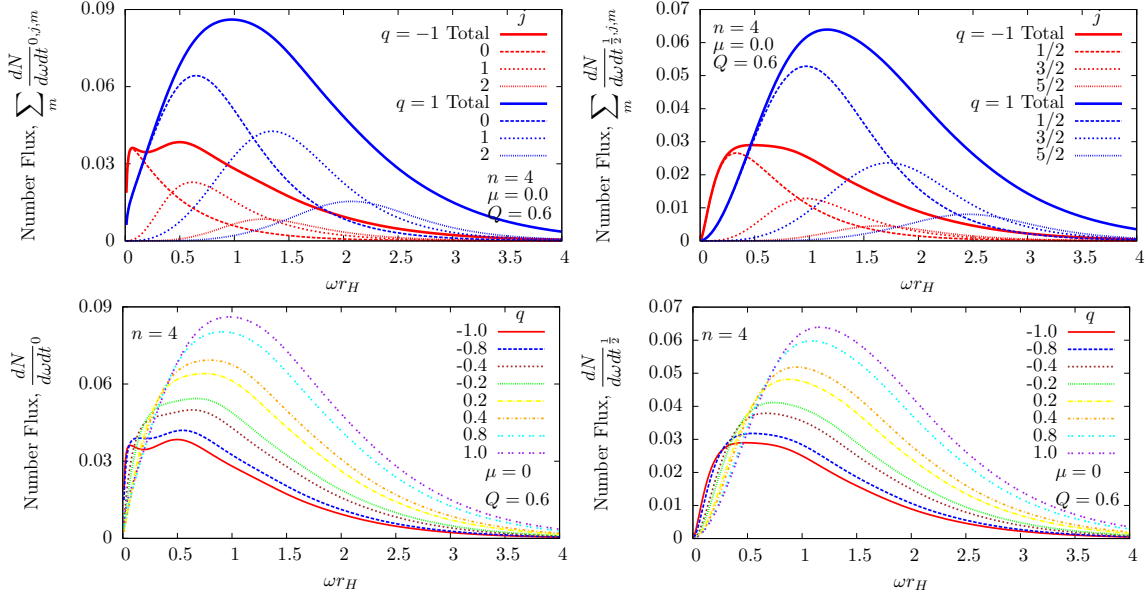 Number Flux, ∑_m dN/dωdt^{0,j,m}
0.09
0.06
0.03
0
0 0.5 1 1.5 2 2.5 3 3.5 4
ωr_H
j
q = −1 Total
0
1
2
q = 1 Total
0
1
2
n = 4
μ = 0.0
Q = 0.6
Number Flux, ∑_m dN/dωdt^{1/2,j,m}
0.07
0.06
0.05
0.04
0.03
0.02
0.01
0
0 0.5 1 1.5 2 2.5 3 3.5 4
ωr_H
n = 4
μ = 0.0
Q = 0.6
j
q = −1 Total
1/2
3/2
5/2
q = 1 Total
1/2
3/2
5/2
Number Flux, dN/dωdt^0
0.09
0.06
0.03
0
0 0.5 1 1.5 2 2.5 3 3.5 4
ωr_H
n = 4
q
-1.0
-0.8
-0.4
-0.2
0.2
0.4
0.8
1.0
μ = 0
Q = 0.6
Number Flux, dN/dωdt^{1/2}
0.07
0.06
0.05
0.04
0.03
0.02
0.01
0
0 0.5 1 1.5 2 2.5 3 3.5 4
ωr_H
n = 4
q
-1.0
-0.8
-0.4
-0.2
0.2
0.4
0.8
1.0
μ = 0
Q = 0.6